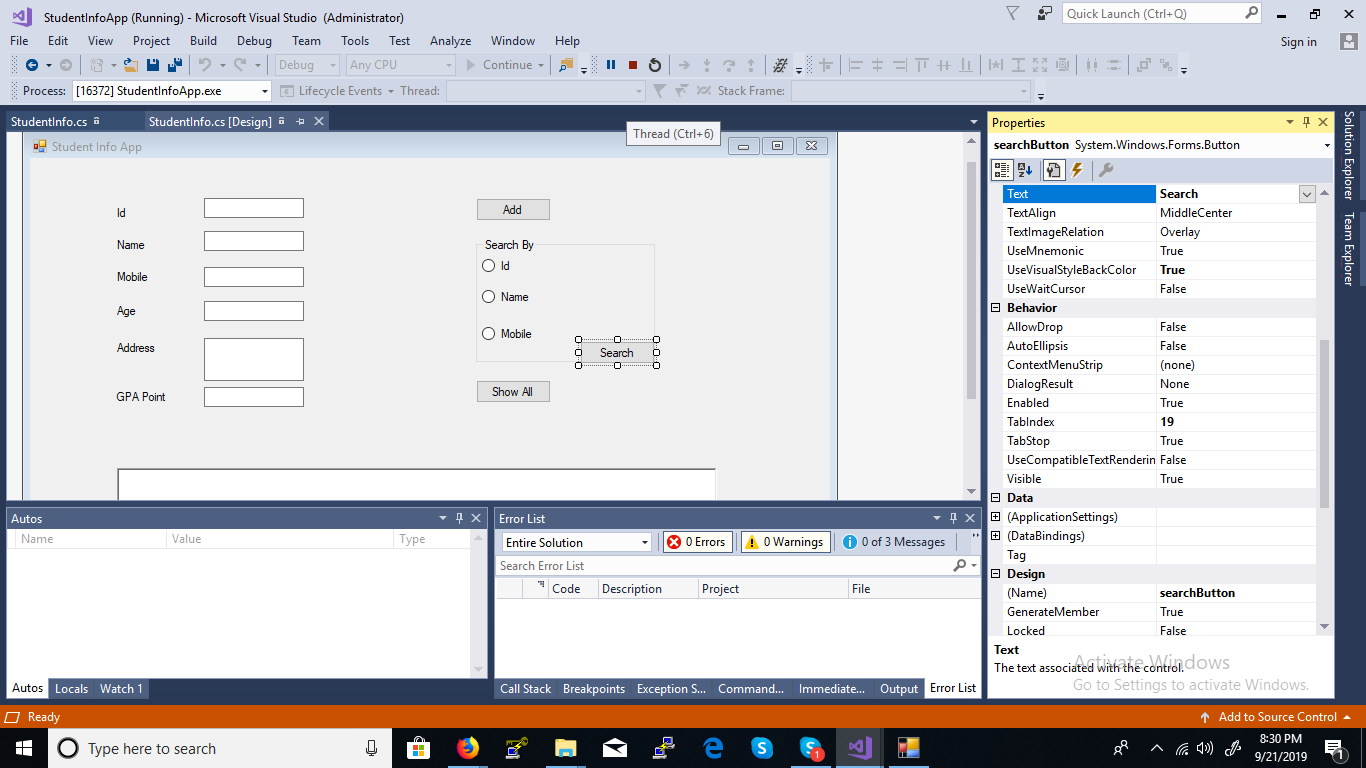 StudentInfoApp (Running) - Microsoft Visual Studio (Administrator)
Quick Launch (Ctrl+Q)
File Edit View Project Build Debug Team Tools Test Analyze Window Help
Sign in
Debug Any CPU Continue
Process: [16372] StudentInfoApp.exe Lifecycle Events Thread: Stack Frame:
StudentInfo.cs StudentInfo.cs [Design]
Thread (Ctrl+6)
Student Info App
Id
Name
Mobile
Age
Address
GPA Point
Add
Search By
Id
Name
Mobile
Search
Show All
Properties
searchButton System.Windows.Forms.Button
Text Search
TextAlign MiddleCenter
TextImageRelation Overlay
UseMnemonic True
UseVisualStyleBackColor True
UseWaitCursor False
Behavior
AllowDrop False
AutoEllipsis False
ContextMenuStrip (none)
DialogResult None
Enabled True
TabIndex 19
TabStop True
UseCompatibleTextRenderin False
Visible True
Data
(ApplicationSettings)
(DataBindings)
Tag
Design
(Name) searchButton
GenerateMember True
Locked False
Text
The text associated with the control.
Activate Windows
Go to Settings to activate Windows.
Solution Explorer
Team Explorer
Autos
Name Value Type
Autos Locals Watch 1
Error List
Entire Solution 0 Errors 0 Warnings 0 of 3 Messages
Search Error List
Code Description Project File
Call Stack Breakpoints Exception S... Command... Immediate... Output Error List
Ready
Add to Source Control
Type here to search
1
8:30 PM
9/21/2019
1